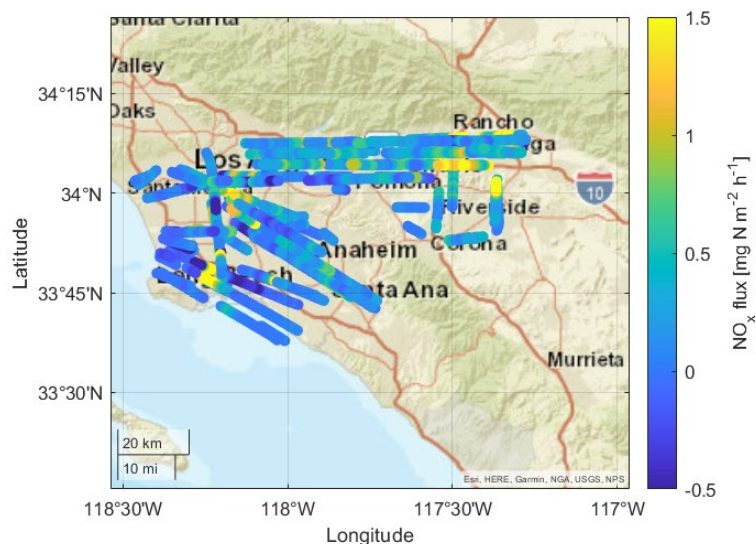 Santa Clarita
Valley
Oaks
34°15'N
Rancho
Los A
34°0'N
Pomona
10
Riverside
Corona
Anaheim
33°45'N
Santa Ana
Murrieta
33°30'N
20 km
10 mi
Esri, HERE, Garmin, NGA, USGS, NPS
118°30'W
118°W
117°30'W
117°W
Longitude
Latitude
1.5
1
0.5
0
-0.5
NOₓ flux [mg N m⁻² h⁻¹]